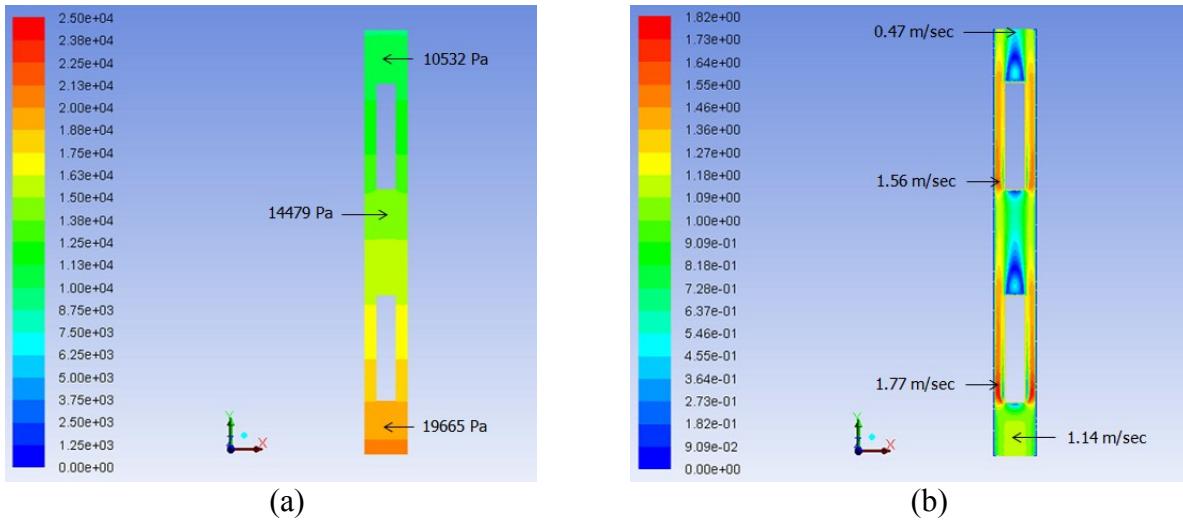 2.50e+04
2.38e+04
2.25e+04
2.13e+04
2.00e+04
1.88e+04
1.75e+04
1.63e+04
1.50e+04
1.38e+04
1.25e+04
1.13e+04
1.00e+04
8.75e+03
7.50e+03
6.25e+03
5.00e+03
3.75e+03
2.50e+03
1.25e+03
0.00e+00
10532 Pa
14479 Pa
19665 Pa
Y
X
(a)
1.82e+00
1.73e+00
1.64e+00
1.55e+00
1.46e+00
1.36e+00
1.27e+00
1.18e+00
1.09e+00
1.00e+00
9.09e-01
8.18e-01
7.28e-01
6.37e-01
5.46e-01
4.55e-01
3.64e-01
2.73e-01
1.82e-01
9.09e-02
0.00e+00
0.47 m/sec
1.56 m/sec
1.77 m/sec
1.14 m/sec
Y
X
(b)